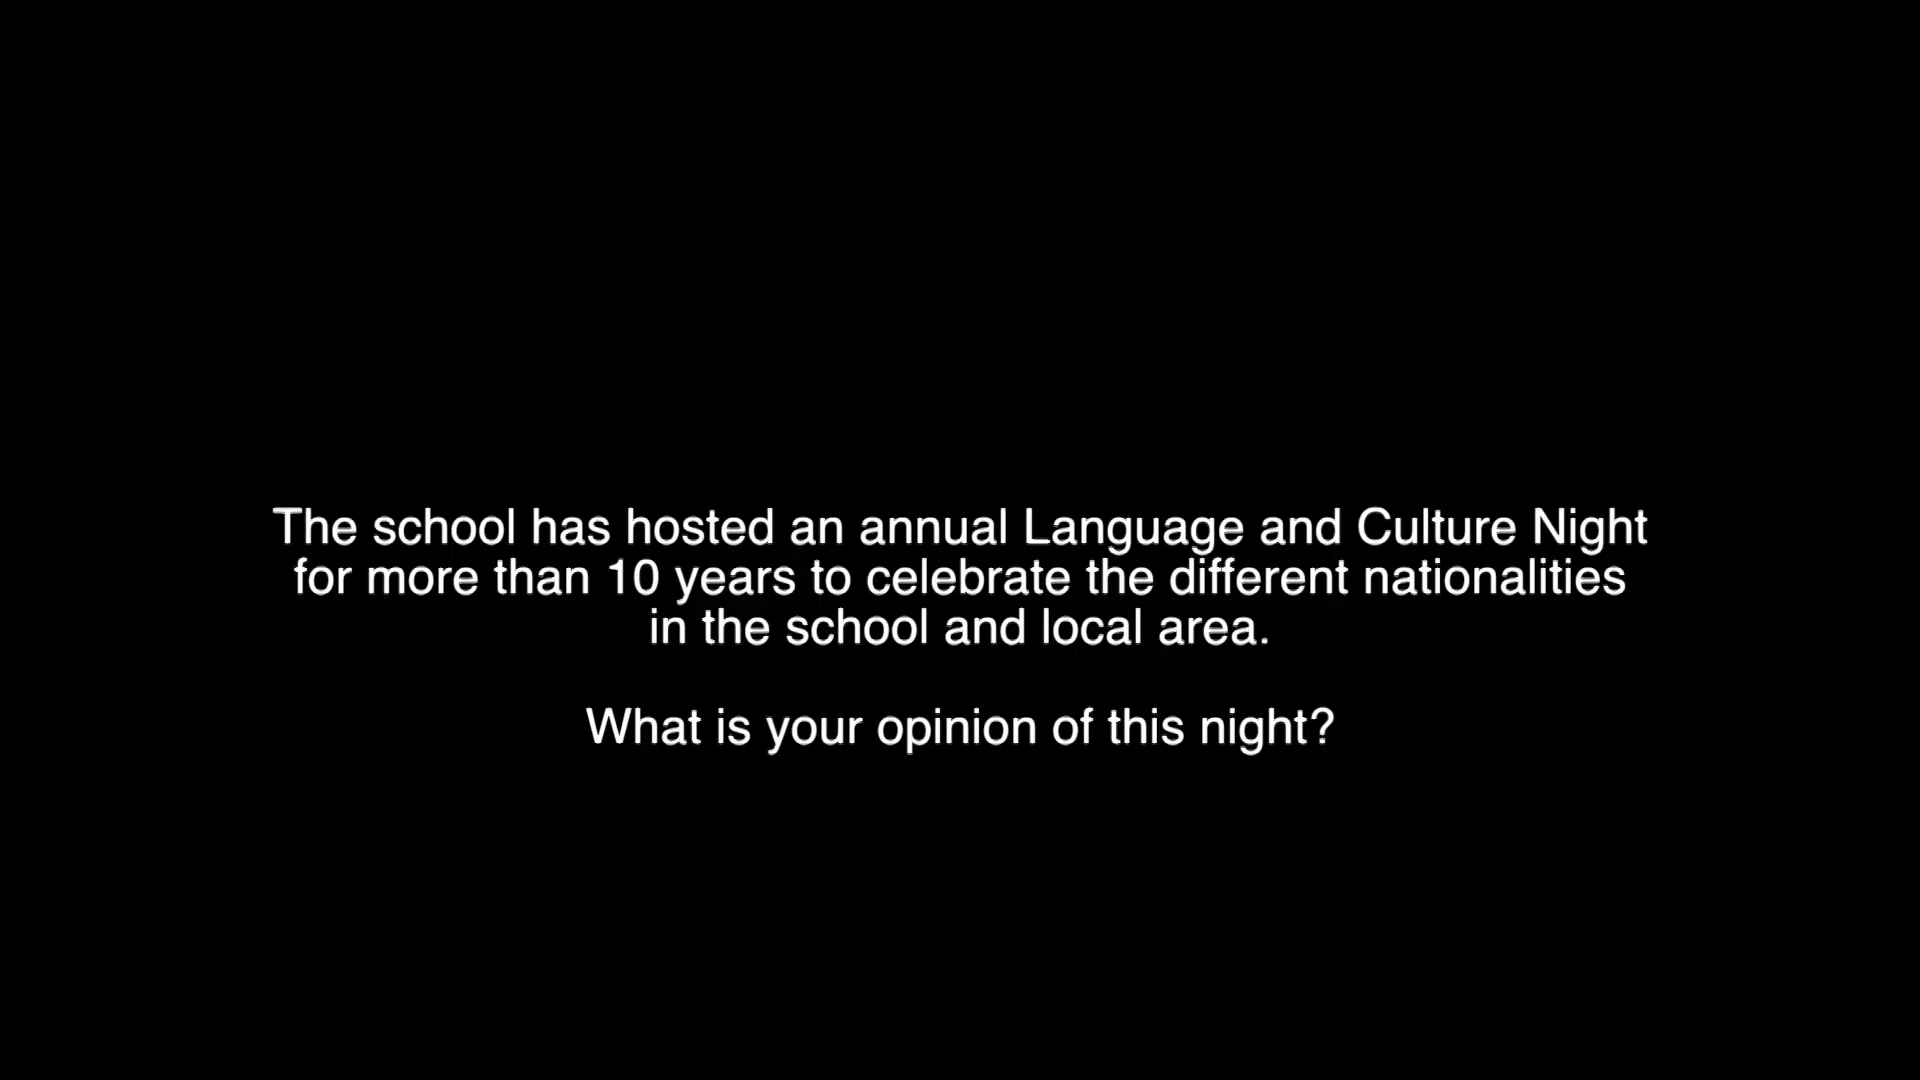 The school has hosted an annual Language and Culture Night
for more than 10 years to celebrate the different nationalities
in the school and local area.
What is your opinion of this night?